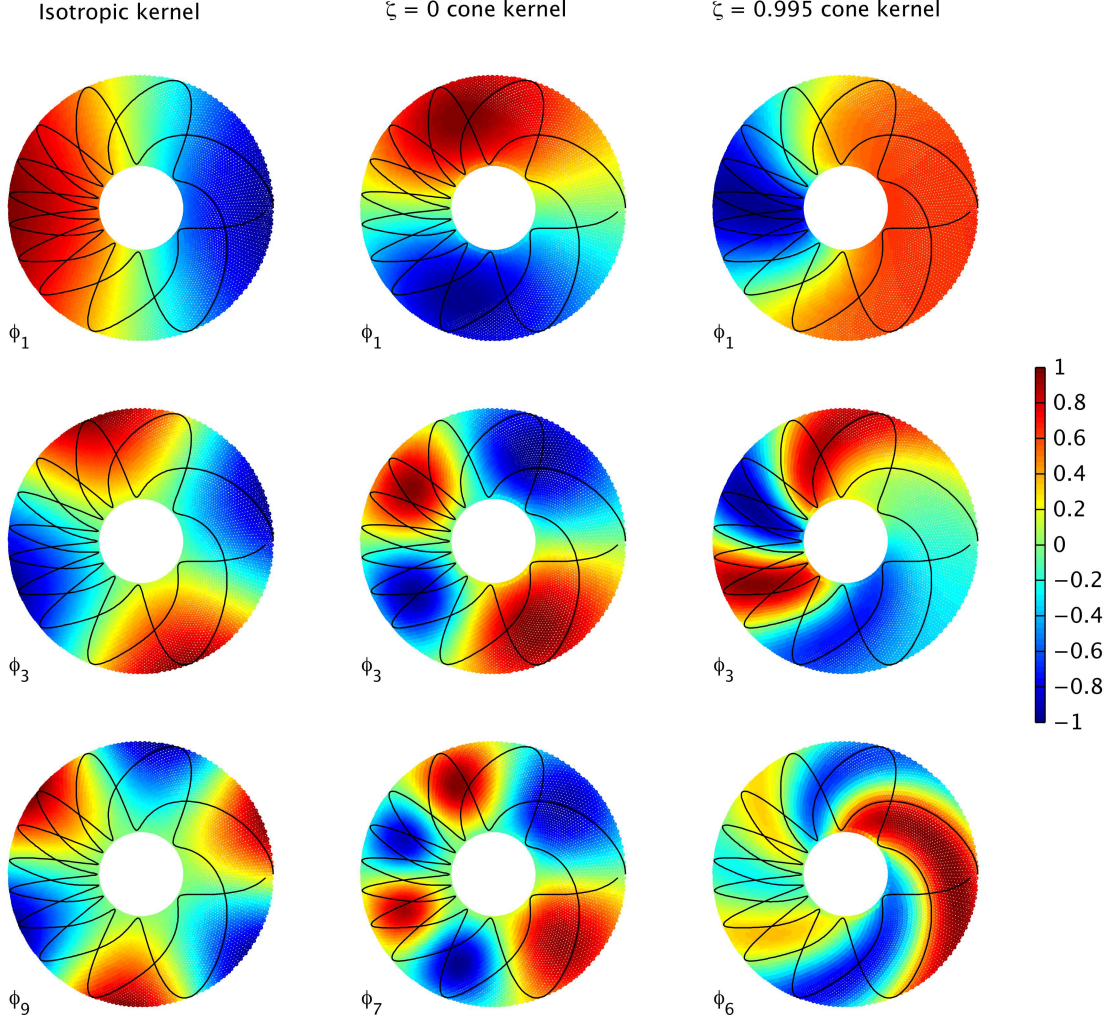 Isotropic kernel
ζ = 0 cone kernel
ζ = 0.995 cone kernel
ϕ1
ϕ1
ϕ1
ϕ3
ϕ3
ϕ3
ϕ9
ϕ7
ϕ6
1
0.8
0.6
0.4
0.2
0
−0.2
−0.4
−0.6
−0.8
−1